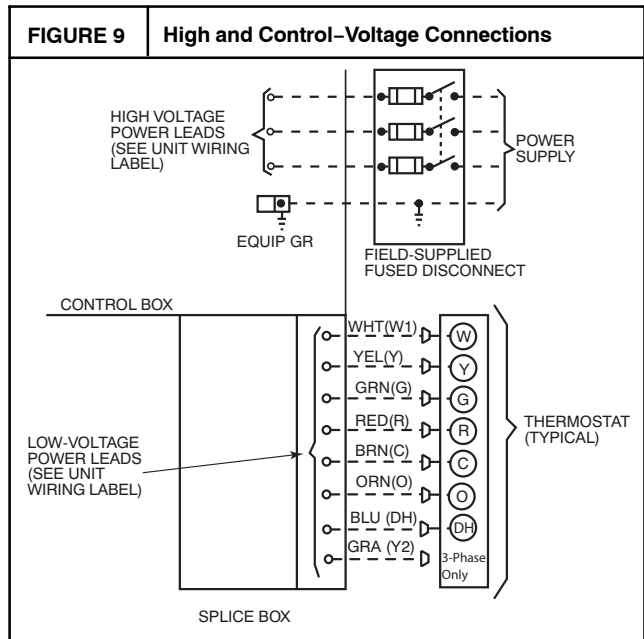 FIGURE 9
High and Control–Voltage Connections
HIGH VOLTAGE
POWER LEADS
(SEE UNIT WIRING
LABEL)
POWER
SUPPLY
EQUIP GR
FIELD-SUPPLIED
FUSED DISCONNECT
CONTROL BOX
LOW-VOLTAGE
POWER LEADS
(SEE UNIT
WIRING LABEL)
WHT(W1)
W
YEL(Y)
Y
GRN(G)
G
RED(R)
R
BRN(C)
C
ORN(O)
O
BLU (DH)
DH
GRA (Y2)
3-Phase
Only
THERMOSTAT
(TYPICAL)
SPLICE BOX